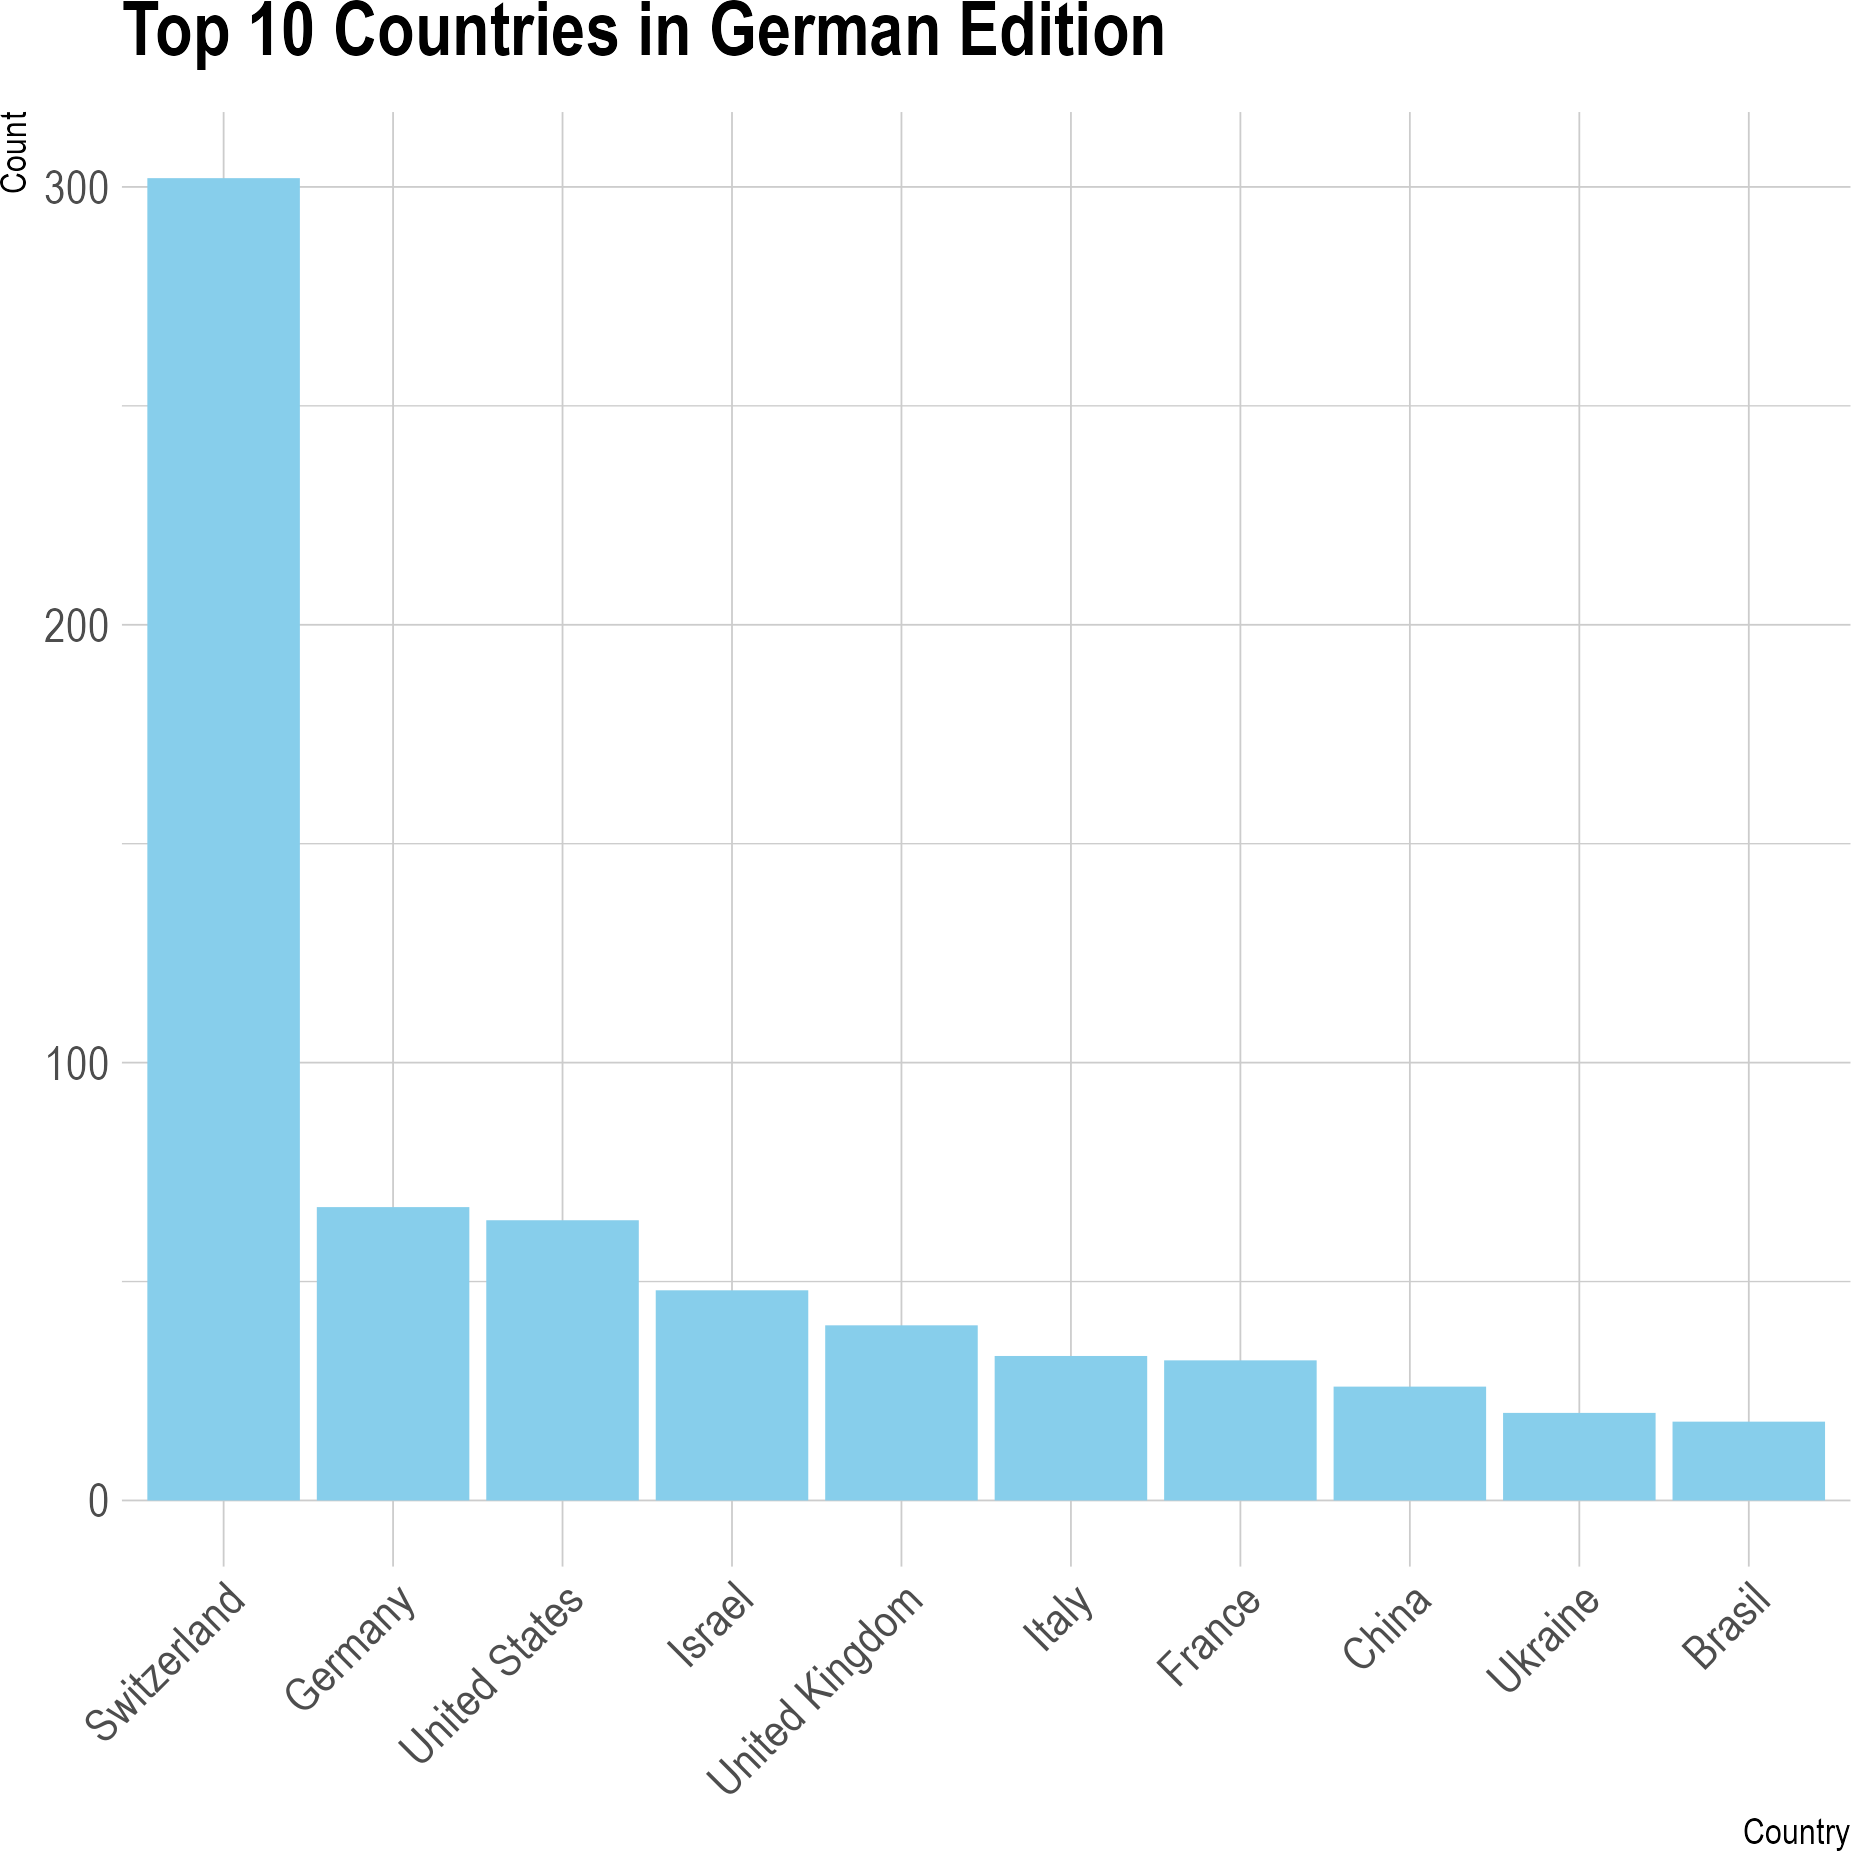 Top 10 Countries in German Edition
Count
300
200
100
0
Switzerland
Germany
United States
Israel
United Kingdom
Italy
France
China
Ukraine
Brasil
Country